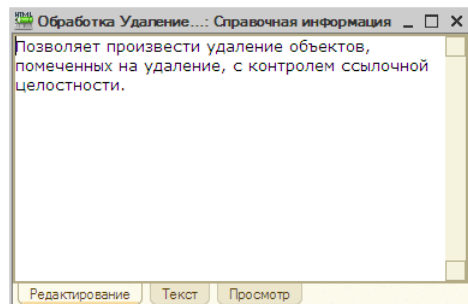 Обработка Удаление...: Справочная информация
Позволяет произвести удаление объектов,
помеченных на удаление, с контролем ссылочной
целостности.
Редактирование Текст Просмотр